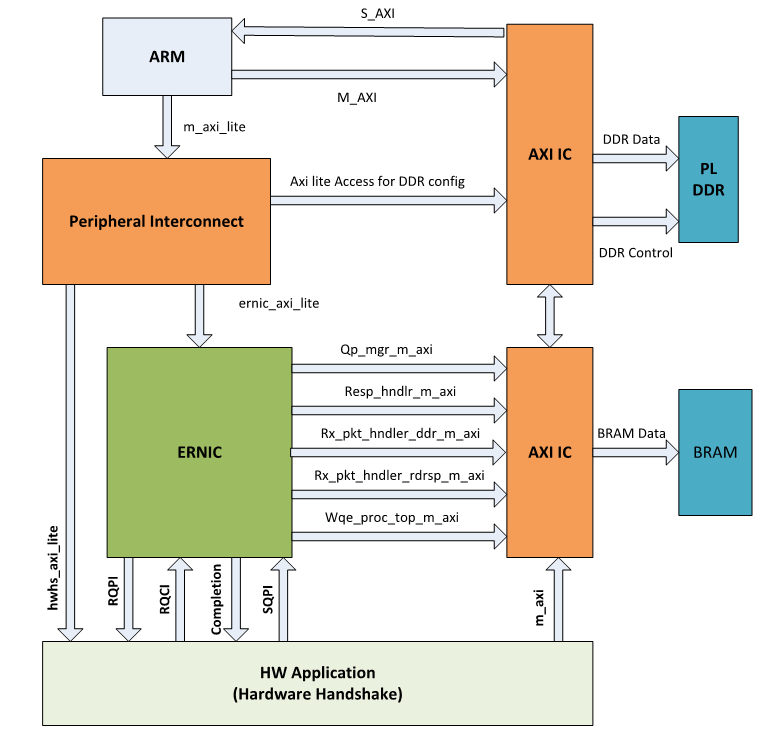 S_AXI
ARM
M_AXI
m_axi_lite
AXI IC
DDR Data
PL
DDR
Axi lite Access for DDR config
Peripheral Interconnect
DDR Control
ernic_axi_lite
Qp_mgr_m_axi
Resp_hndlr_m_axi
Rx_pkt_hndler_ddr_m_axi
BRAM Data
ERNIC
AXI IC
BRAM
Rx_pkt_hndler_rdrsp_m_axi
Wqe_proc_top_m_axi
hwhs_axi_lite
RQPI
RQCI
Completion
SQPI
m_axi
HW Application
(Hardware Handshake)